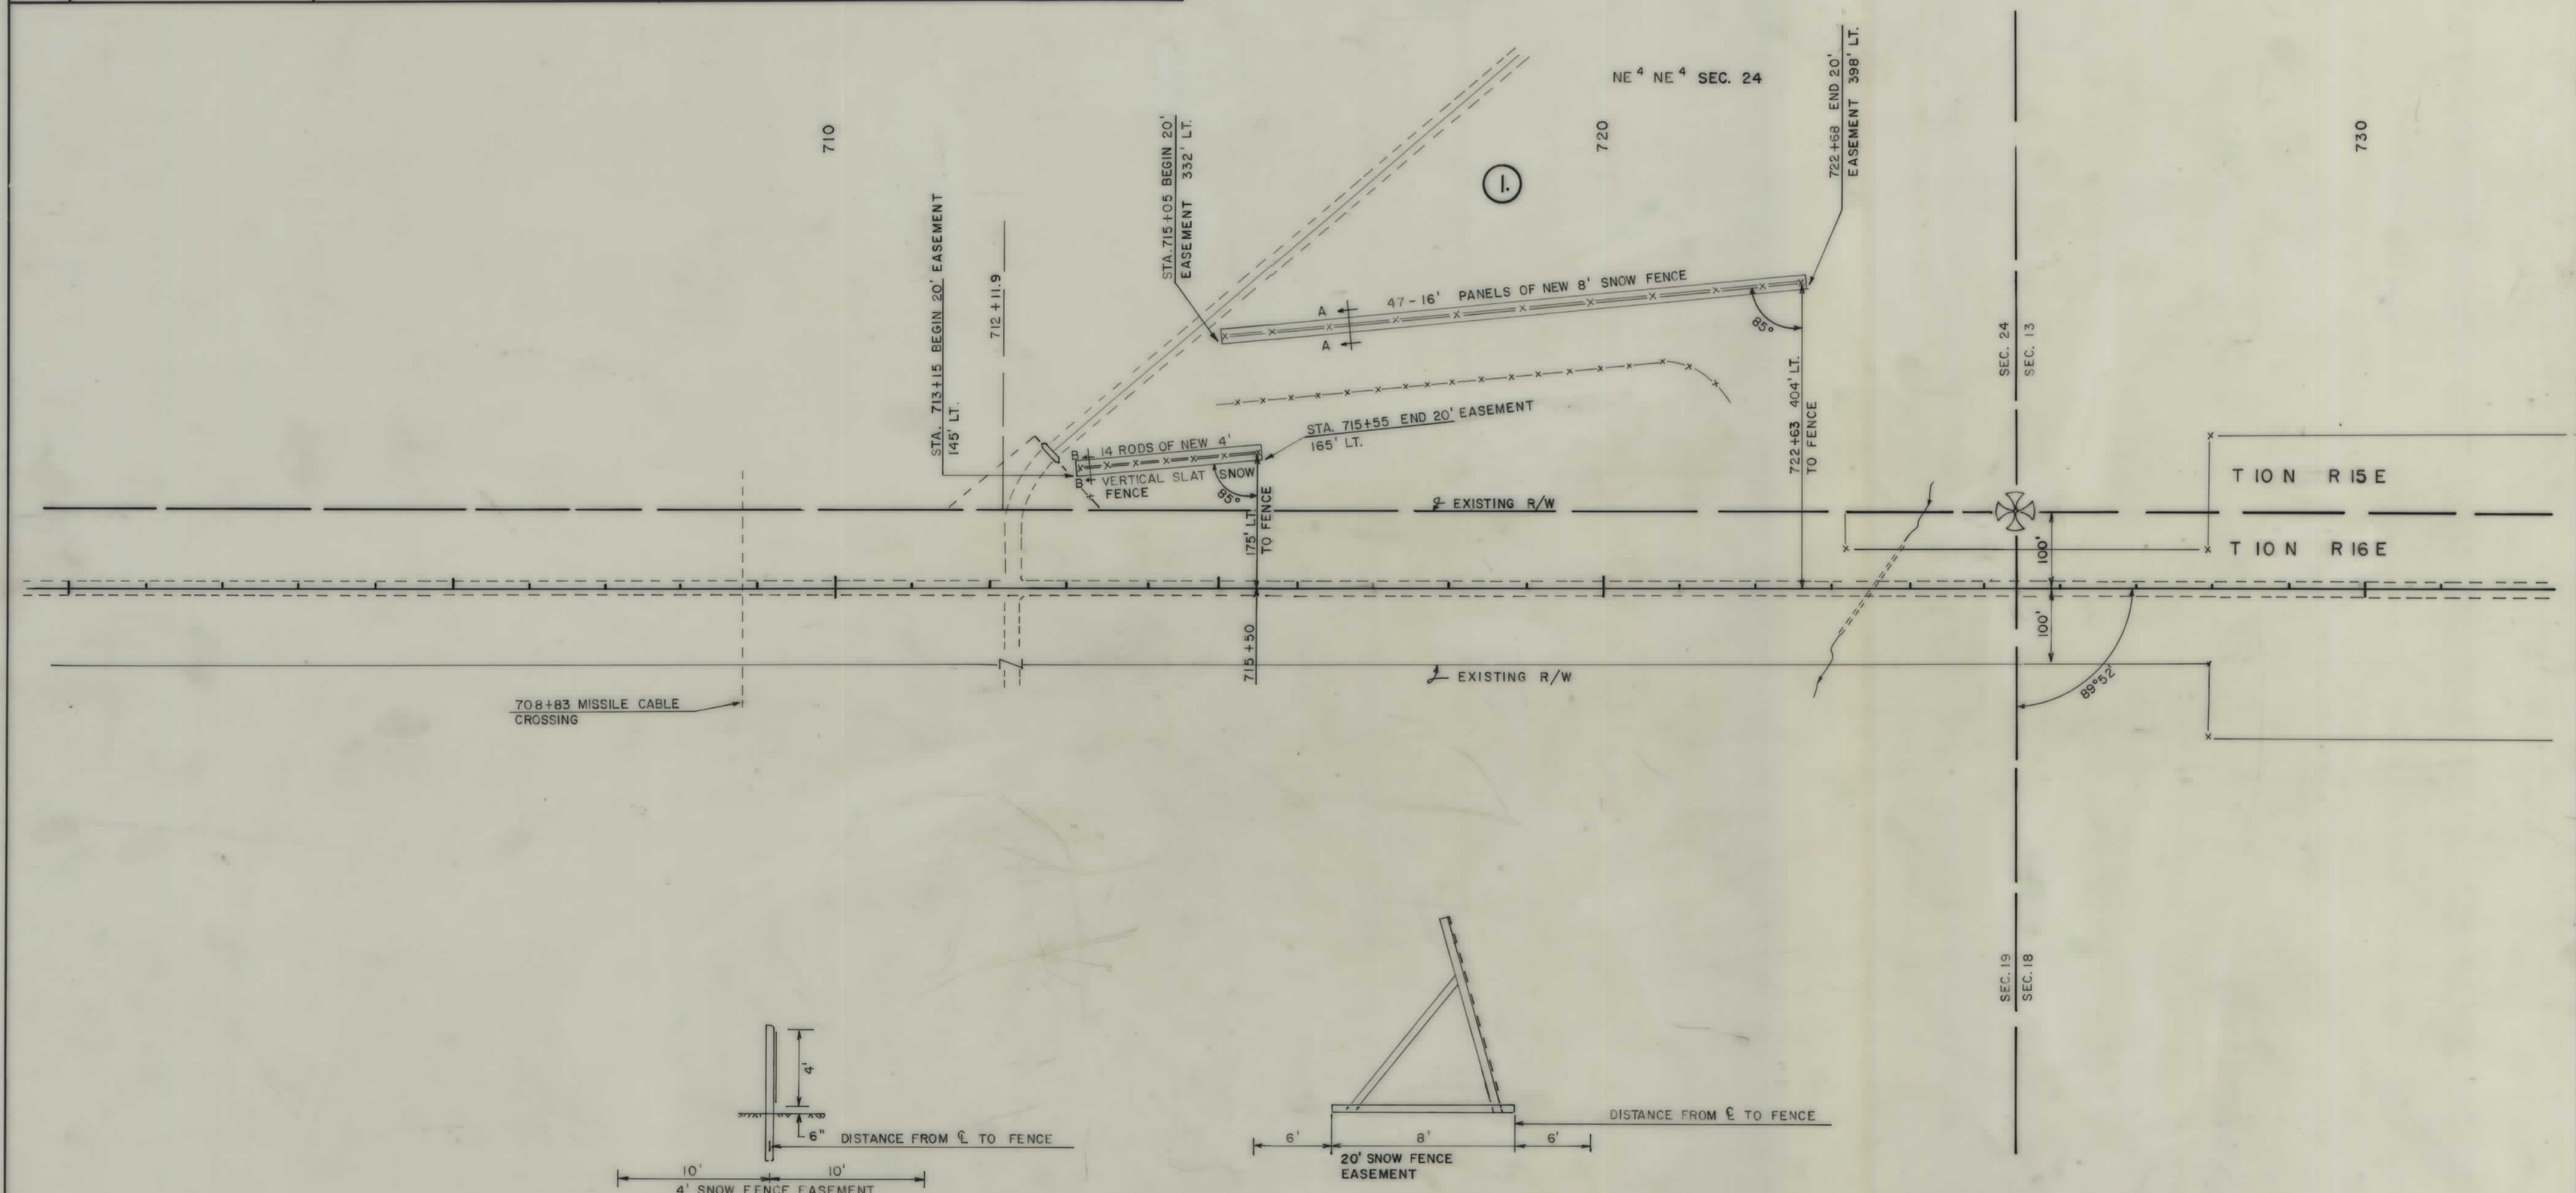 NE⁴ NE⁴ SEC. 24
710
720
730
STA. 713+15 BEGIN 20' EASEMENT
145' LT.
712+11.9
STA. 715+05 BEGIN 20'
EASEMENT 332' LT.
1.
722+68 END 20'
EASEMENT 398' LT.
47-16' PANELS OF NEW 8' SNOW FENCE
A
A
85°
STA. 715+55 END 20' EASEMENT
165' LT.
B
14 RODS OF NEW 4'
B
VERTICAL SLAT SNOW
FENCE
85°
175' LT.
TO FENCE
722+63 404' LT.
TO FENCE
SEC. 24
SEC. 13
EXISTING R/W
T 10 N R 15 E
T 10 N R 16 E
100'
100'
715+50
EXISTING R/W
89°52'
708+83 MISSILE CABLE
CROSSING
SEC. 19
SEC. 18
4'
6" DISTANCE FROM ℄ TO FENCE
10' 10'
4' SNOW FENCE EASEMENT
DISTANCE FROM ℄ TO FENCE
6' 8' 6'
20' SNOW FENCE
EASEMENT